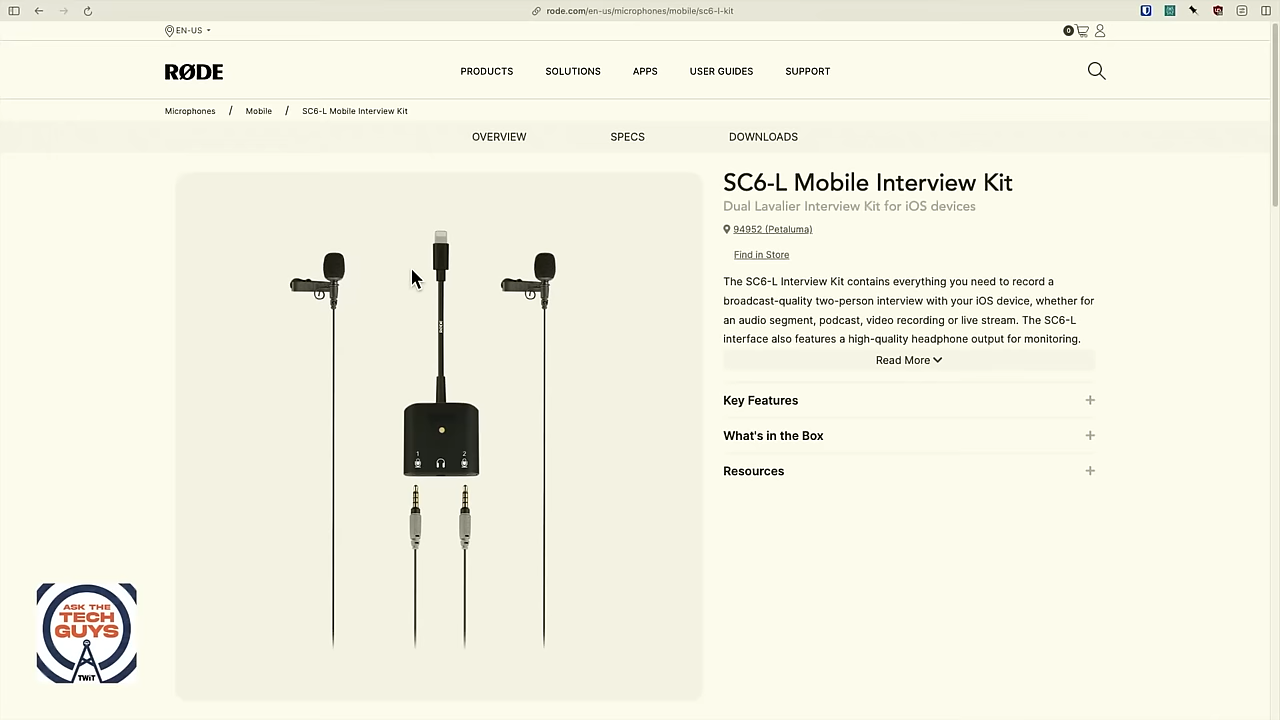 rode.com/en-us/microphones/mobile/sc6-l-kit
EN-US
0
RØDE
PRODUCTS
SOLUTIONS
APPS
USER GUIDES
SUPPORT
Microphones / Mobile / SC6-L Mobile Interview Kit
OVERVIEW
SPECS
DOWNLOADS
SC6-L Mobile Interview Kit
Dual Lavalier Interview Kit for iOS devices
94952 (Petaluma)
Find in Store
The SC6-L Interview Kit contains everything you need to record a
broadcast-quality two-person interview with your iOS device, whether for
an audio segment, podcast, video recording or live stream. The SC6-L
interface also features a high-quality headphone output for monitoring.
Read More
Key Features +
What's in the Box +
Resources +
1
2
ASK THE
TECH
GUYS
TWiT